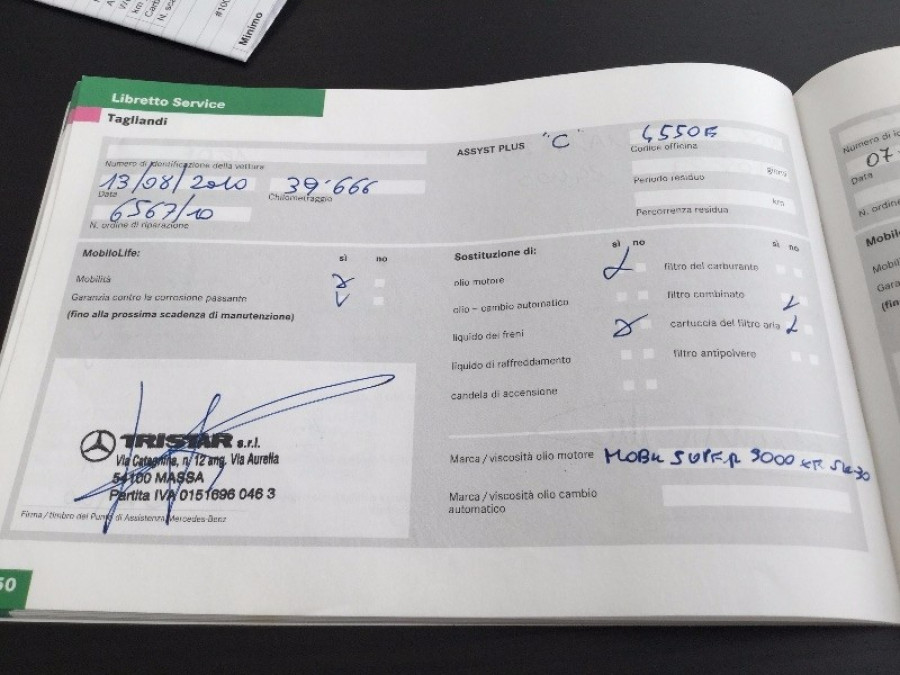 #100
Minimo
Libretto Service
Tagliandi
Numero di identificazione della vettura
13/08/2010
39.666
Data
Chilometraggio
6567/10
N. ordine di riparazione
ASSYST PLUS "C"
45505
Codice officina
Periodo residuo
giorni
Percorrenza residua
km
MobiloLife:
sì no
Mobilità
Garanzia contro la corrosione passante
(fino alla prossima scadenza di manutenzione)
Sostituzione di:
sì no
sì no
olio motore
filtro del carburante
olio - cambio automatico
filtro combinato
liquido dei freni
cartuccia del filtro aria
liquido di raffreddamento
filtro antipolvere
candela di accensione
TRISTAR s.r.l.
Via Catagnina, n. 12 ang. Via Aurelia
54100 MASSA
Partita IVA 0151696 046 3
Firma / timbro del Punto di Assistenza Mercedes-Benz
Marca / viscosità olio motore MOBIL SUPER 3000 XE 5W-30
Marca / viscosità olio cambio
automatico
50
Data
07
N. ordine
Mobil
Mobil
Gara
(fin